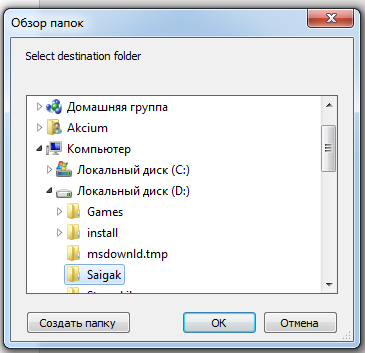 Обзор папок
Select destination folder
Домашняя группа
Akcium
Компьютер
Локальный диск (C:)
Локальный диск (D:)
Games
install
msdownld.tmp
Saigak
Создать папку
OK
Отмена